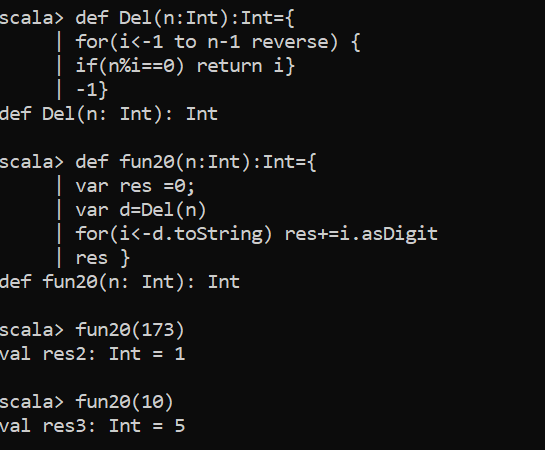 scala> def Del(n:Int):Int={
     | for(i<-1 to n-1 reverse) {
     | if(n%i==0) return i}
     | -1}
def Del(n: Int): Int

scala> def fun20(n:Int):Int={
     | var res =0;
     | var d=Del(n)
     | for(i<-d.toString) res+=i.asDigit
     | res }
def fun20(n: Int): Int

scala> fun20(173)
val res2: Int = 1

scala> fun20(10)
val res3: Int = 5